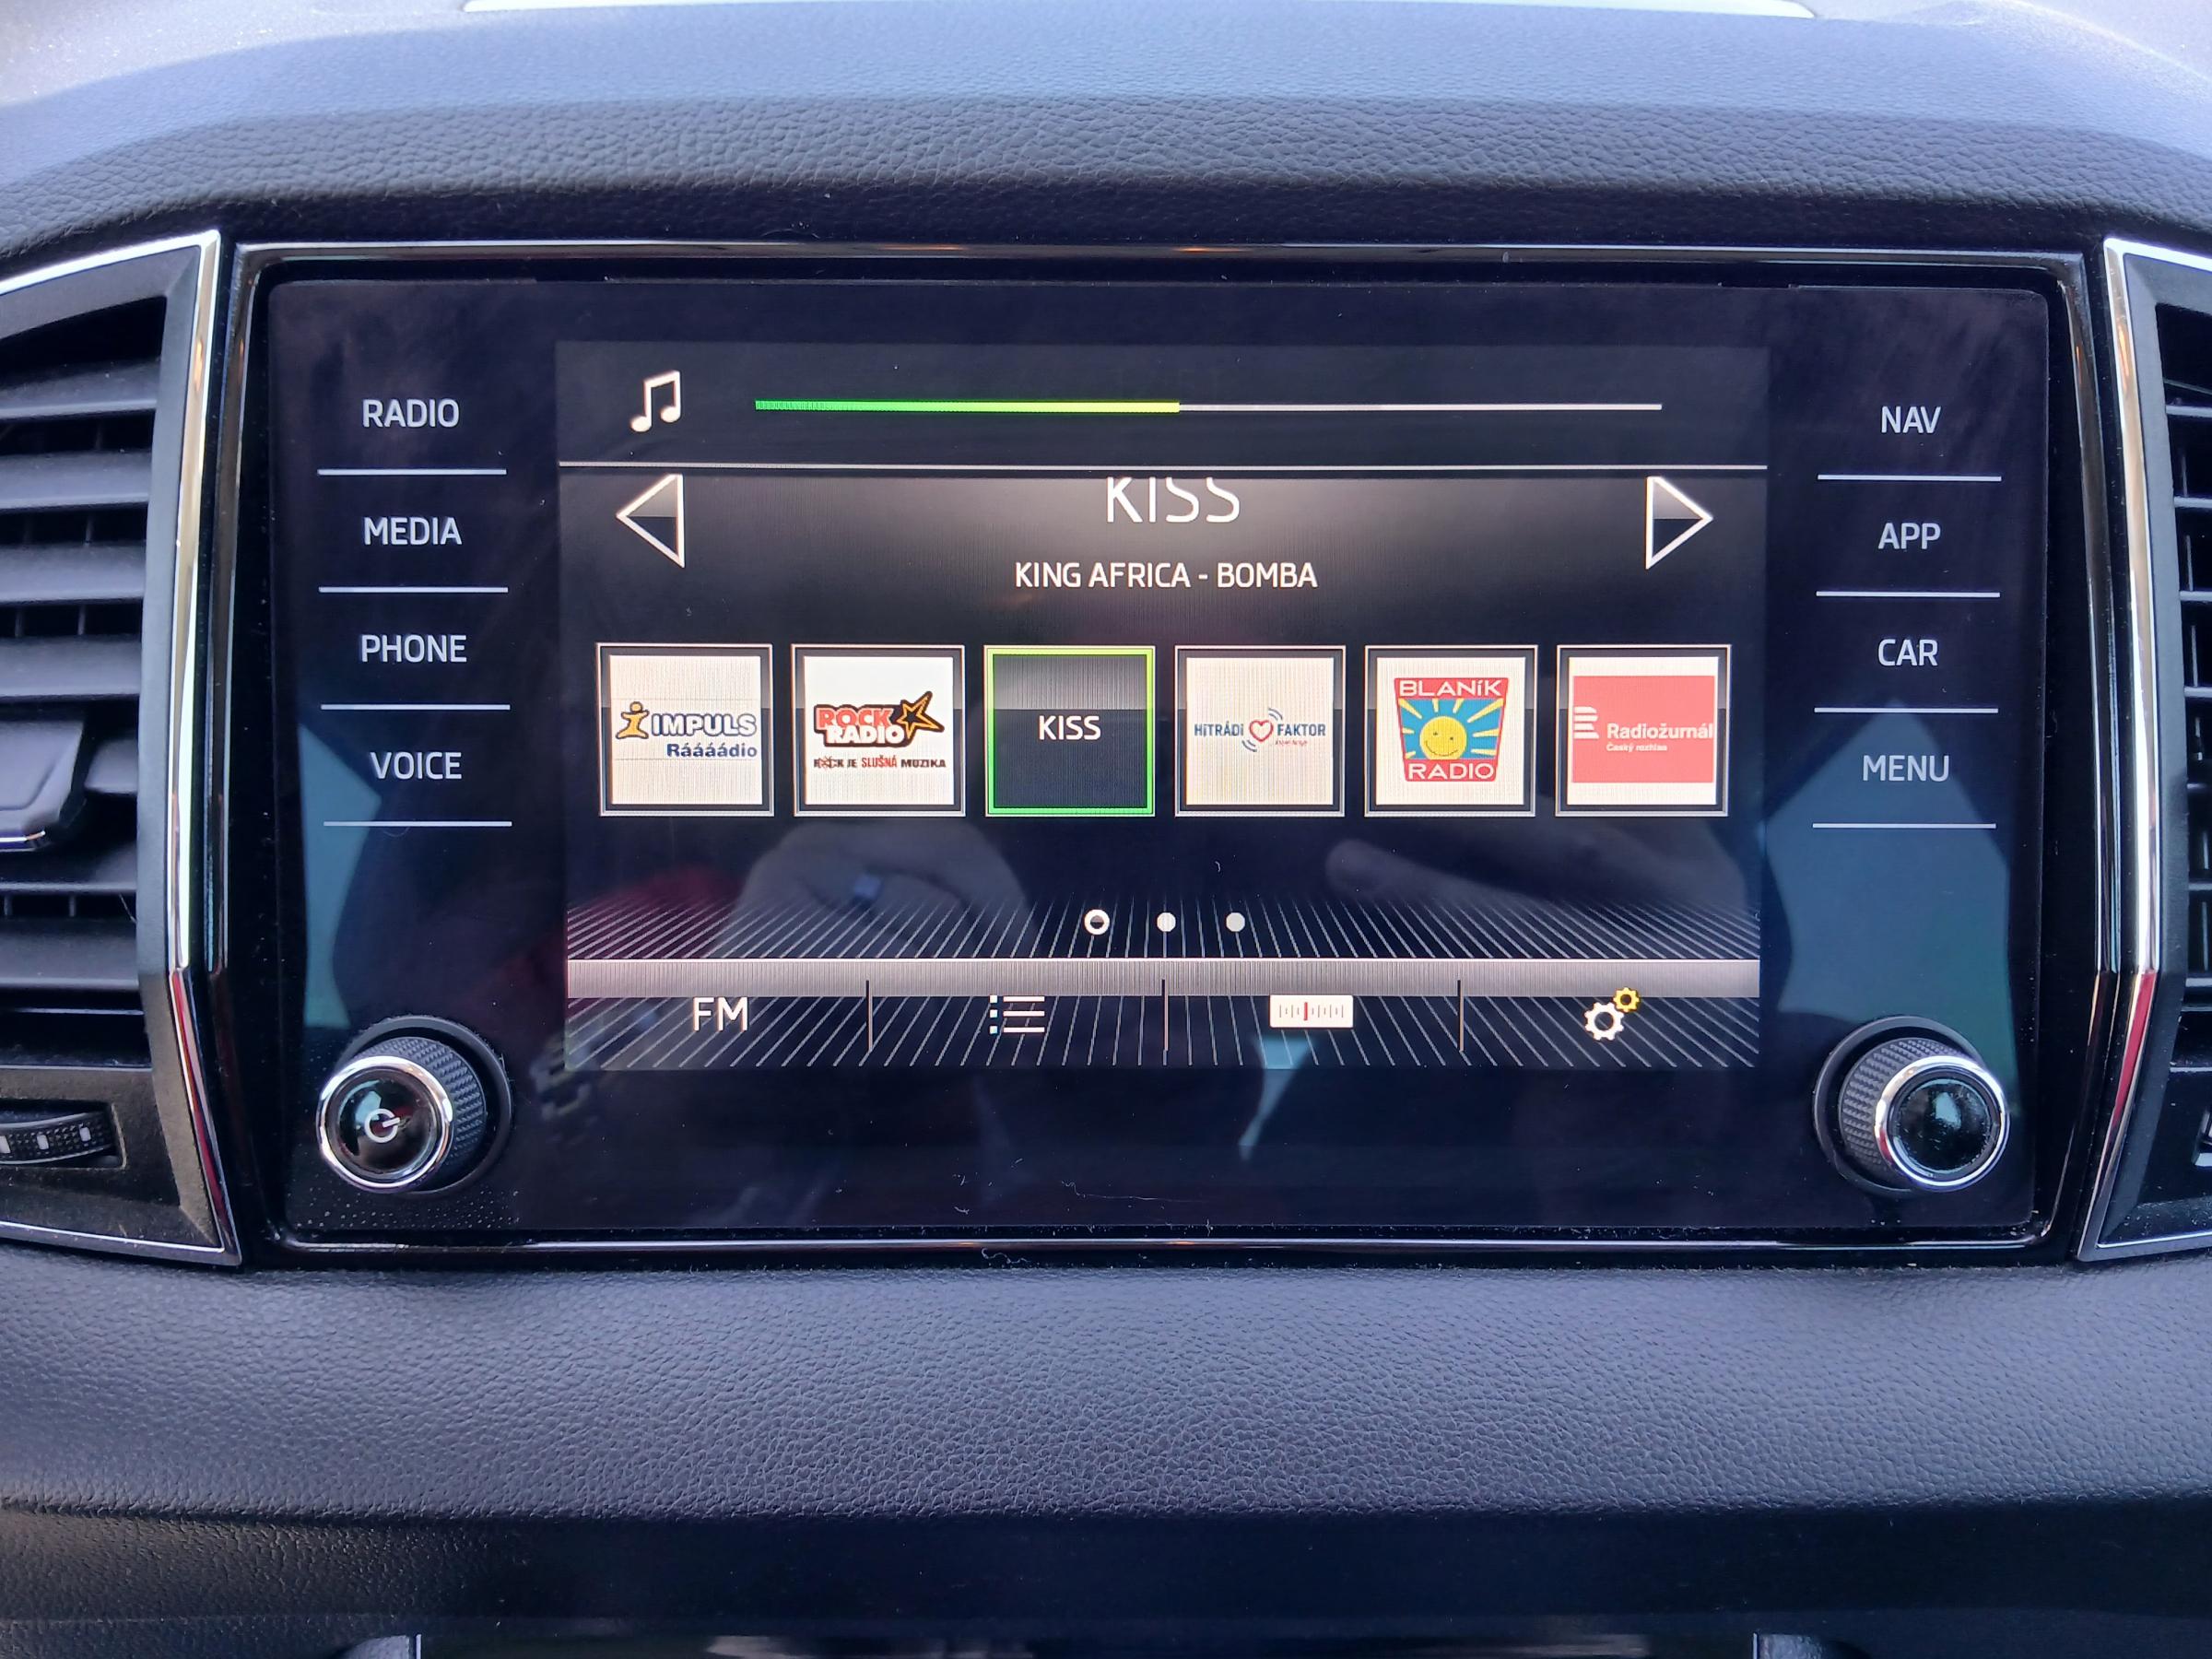 RADIO
MEDIA
PHONE
VOICE
KISS
KING AFRICA - BOMBA
IMPULS
Ráááádio
ROCK
RADIO
ROCK JE SLUŠNÁ MUZIKA
KISS
HITRÁDIO FAKTOR
BLANÍK
RADIO
Radiožurnál
Český rozhlas
FM
NAV
APP
CAR
MENU